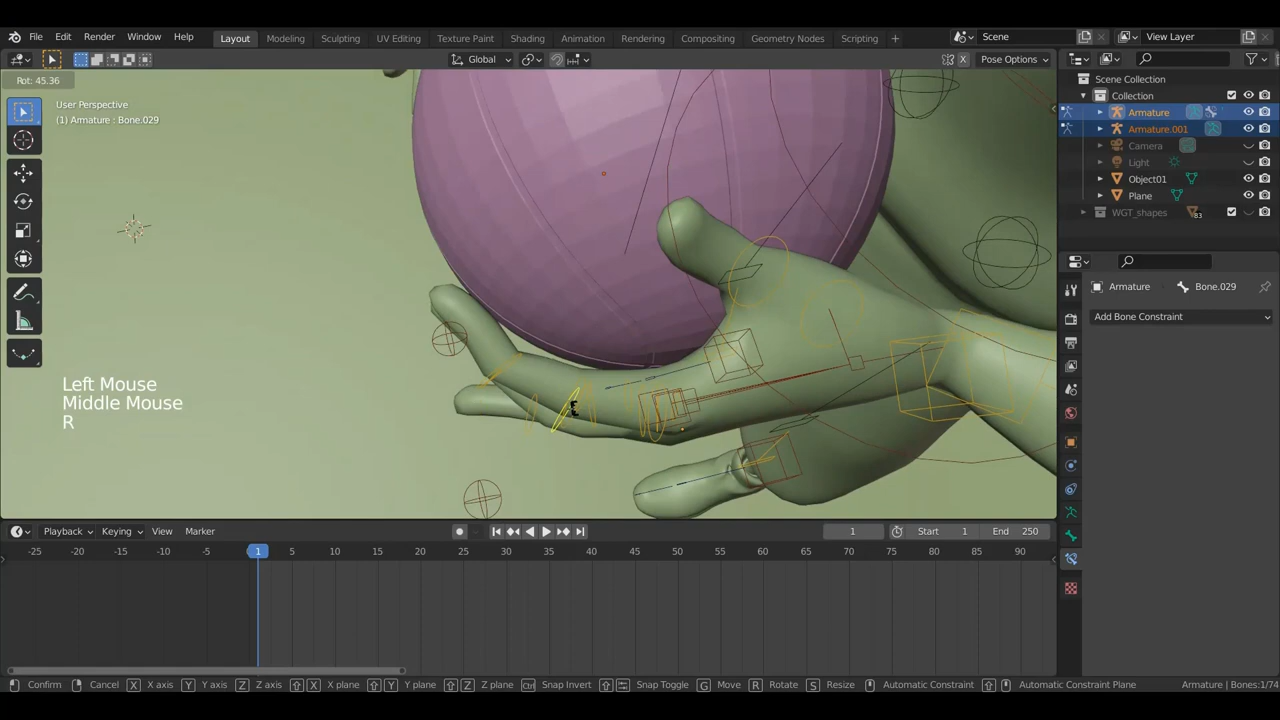 File Edit Render Window Help Layout Modeling Sculpting UV Editing Texture Paint Shading Animation Rendering Compositing Geometry Nodes Scripting + Scene View Layer
Global X Pose Options
Rot: 45.36
User Perspective
(1) Armature : Bone.029
Scene Collection
Collection
Armature
Armature.001
Camera
Light
Object01
Plane
WGT_shapes 83
Armature Bone.029
Add Bone Constraint
Left Mouse
Middle Mouse
R
Playback Keying View Marker 1 Start 1 End 250
-25 -20 -15 -10 -5 1 5 10 15 20 25 30 35 40 45 50 55 60 65 70 75 80 85 90
Confirm Cancel X X axis Y Y axis Z Z axis X X plane Y Y plane Z Z plane Ctrl Snap Invert Snap Toggle G Move R Rotate S Resize Automatic Constraint Automatic Constraint Plane Armature | Bones:1/74